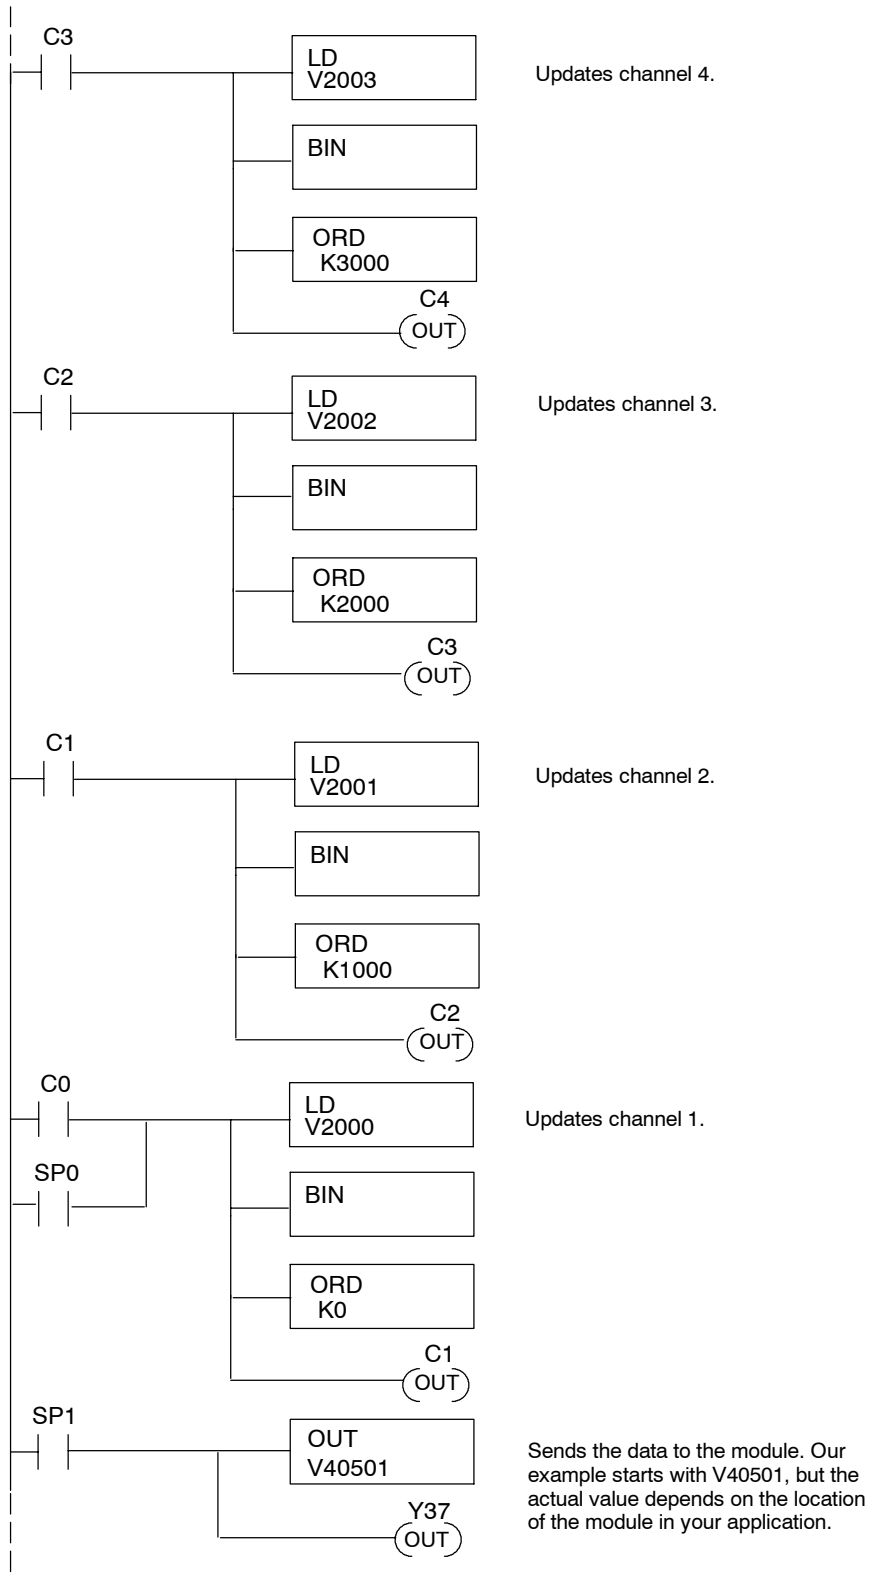 C3
LD
V2003
Updates channel 4.
BIN
ORD
K3000
C4
OUT
C2
LD
V2002
Updates channel 3.
BIN
ORD
K2000
C3
OUT
C1
LD
V2001
Updates channel 2.
BIN
ORD
K1000
C2
OUT
C0
LD
V2000
Updates channel 1.
SP0
BIN
ORD
K0
C1
OUT
SP1
OUT
V40501
Sends the data to the module. Our
example starts with V40501, but the
actual value depends on the location
of the module in your application.
Y37
OUT